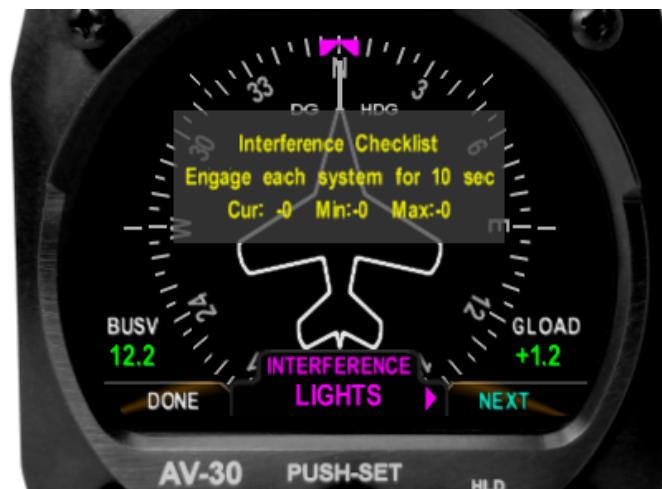 N
33
3
DG HDG
30
6
Interference Checklist
Engage each system for 10 sec
Cur: -0 Min:-0 Max:-0
W
E
24
12
BUSV
12.2
GLOAD
+1.2
INTERFERENCE
LIGHTS
DONE
NEXT
AV-30
PUSH-SET
HLD